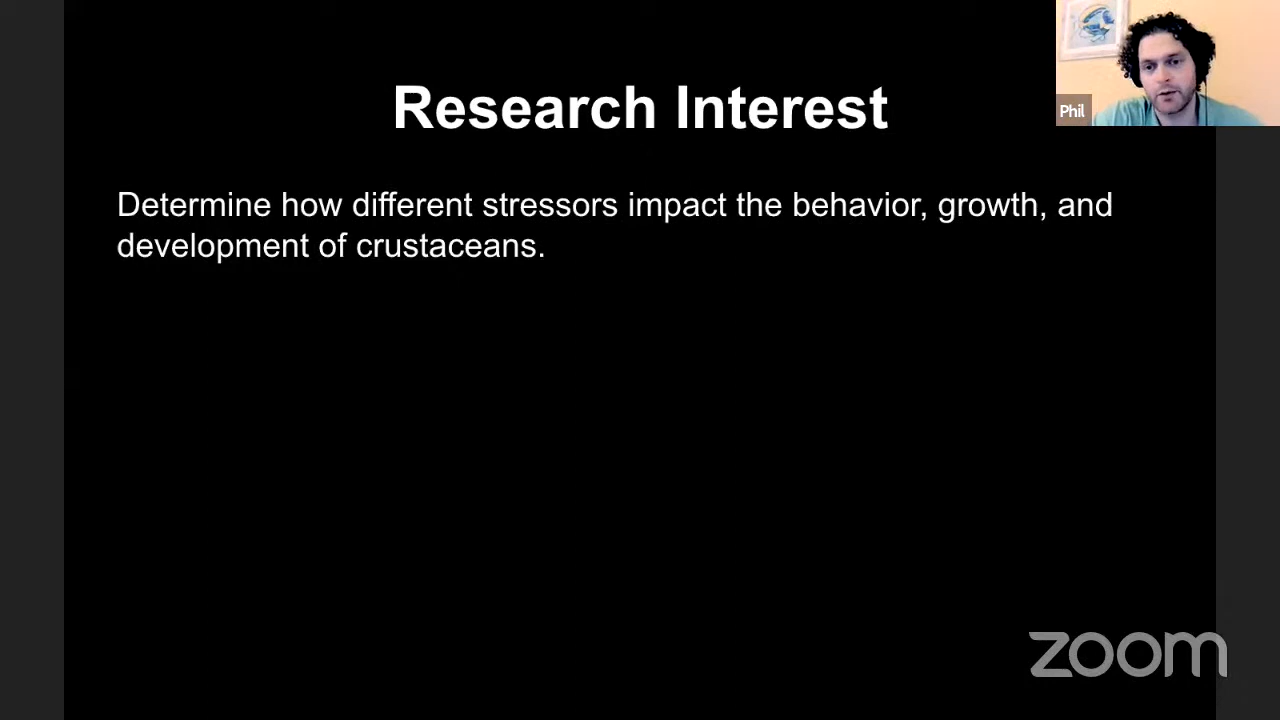 Research Interest
Phil
Determine how different stressors impact the behavior, growth, and
development of crustaceans.
zoom